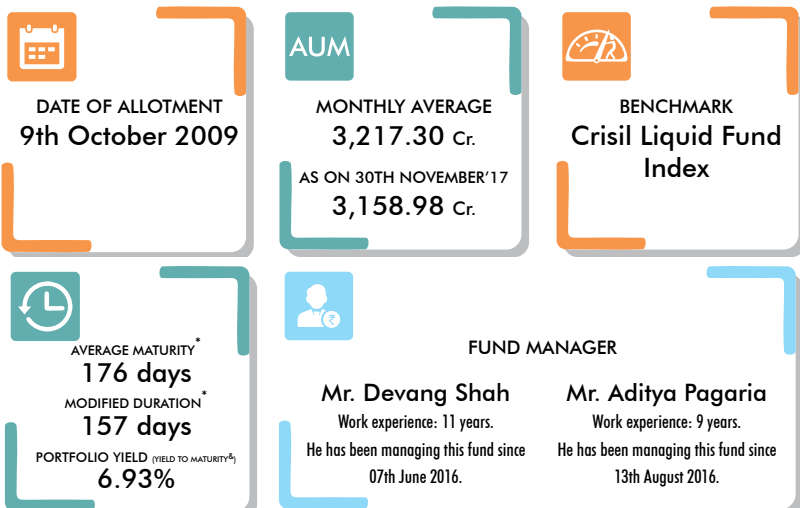 DATE OF ALLOTMENT
9th October 2009
AUM
MONTHLY AVERAGE
3,217.30 Cr.
AS ON 30TH NOVEMBER'17
3,158.98 Cr.
BENCHMARK
Crisil Liquid Fund
Index
AVERAGE MATURITY*
176 days
MODIFIED DURATION*
157 days
PORTFOLIO YIELD (YIELD TO MATURITY&)
6.93%
₹
FUND MANAGER
Mr. Devang Shah
Work experience: 11 years.
He has been managing this fund since
07th June 2016.
Mr. Aditya Pagaria
Work experience: 9 years.
He has been managing this fund since
13th August 2016.